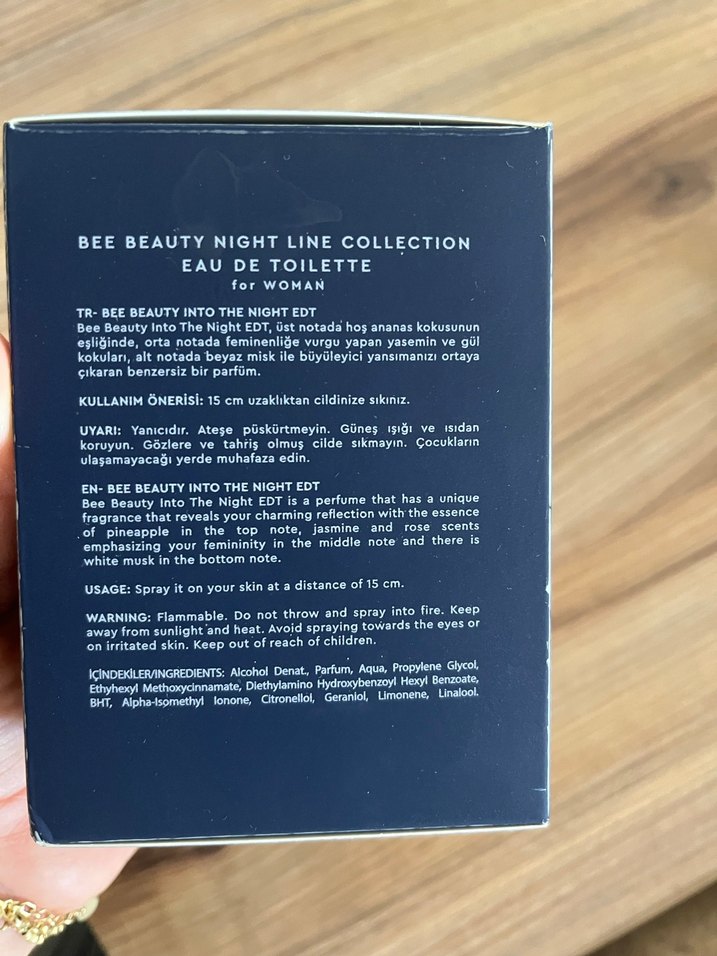 BEE BEAUTY NIGHT LINE COLLECTION
EAU DE TOILETTE
for WOMAN
TR- BEE BEAUTY INTO THE NIGHT EDT
Bee Beauty Into The Night EDT, üst notada hoş ananas kokusunun
eşliğinde, orta notada feminenliğe vurgu yapan yasemin ve gül
kokuları, alt notada beyaz misk ile büyüleyici yansımanızı ortaya
çıkaran benzersiz bir parfüm.
KULLANIM ÖNERİSİ: 15 cm uzaklıktan cildinize sıkınız.
UYARI: Yanıcıdır. Ateşe püskürtmeyin. Güneş ışığı ve ısıdan
koruyun. Gözlere ve tahriş olmuş cilde sıkmayın. Çocukların
ulaşamayacağı yerde muhafaza edin.
EN- BEE BEAUTY INTO THE NIGHT EDT
Bee Beauty Into The Night EDT is a perfume that has a unique
fragrance that reveals your charming reflection with the essence
of pineapple in the top note, jasmine and rose scents
emphasizing your femininity in the middle note and there is
white musk in the bottom note.
USAGE: Spray it on your skin at a distance of 15 cm.
WARNING: Flammable. Do not throw and spray into fire. Keep
away from sunlight and heat. Avoid spraying towards the eyes or
on irritated skin. Keep out of reach of children.
İÇİNDEKİLER/INGREDIENTS: Alcohol Denat., Parfum, Aqua, Propylene Glycol,
Ethyhexyl Methoxycinnamate, Diethylamino Hydroxybenzoyl Hexyl Benzoate,
BHT, Alpha-Isomethyl Ionone, Citronellol, Geraniol, Limonene, Linalool.